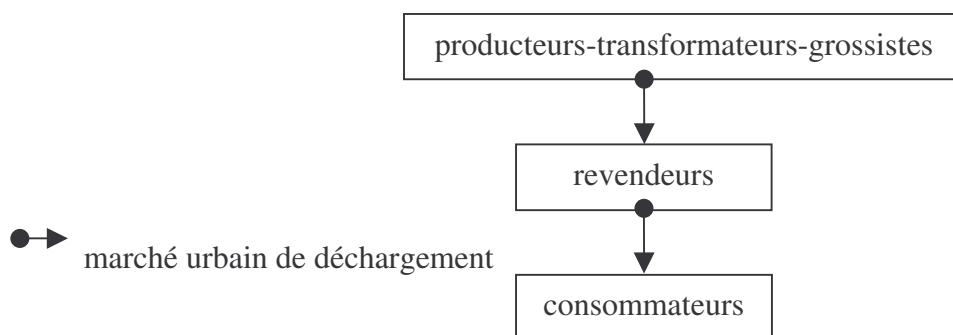 producteurs-transformateurs-grossistes
revendeurs
marché urbain de déchargement
consommateurs